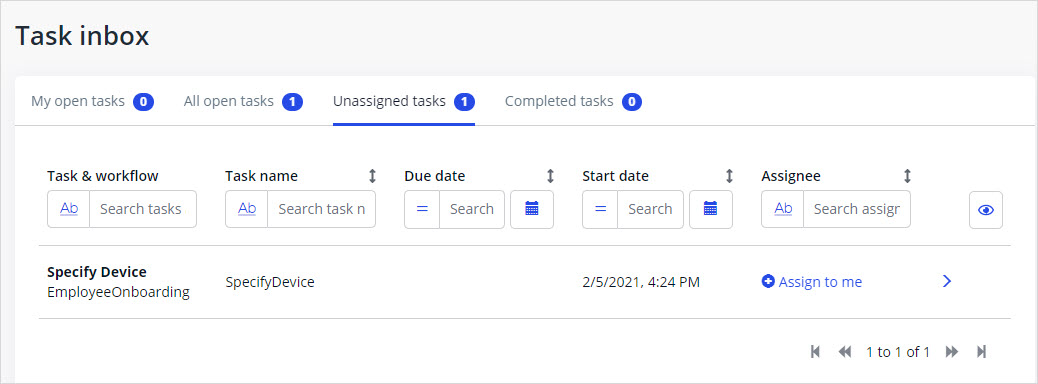 Task inbox
My open tasks 0 All open tasks 1 Unassigned tasks 1 Completed tasks 0
Task & workflow Task name Due date Start date Assignee
Ab Search tasks Ab Search task n = Search = Search Ab Search assign
Specify Device
EmployeeOnboarding SpecifyDevice 2/5/2021, 4:24 PM Assign to me
1 to 1 of 1